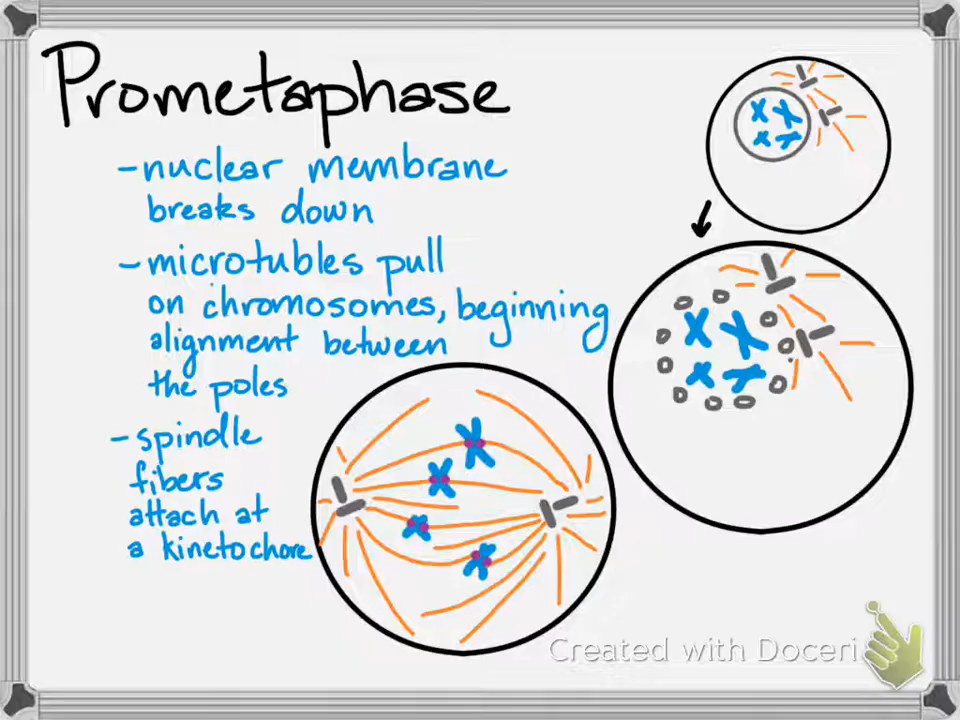 Prometaphase
- nuclear membrane
breaks down
- microtubles pull
on chromosomes, beginning
alignment between
the poles
- spindle
fibers
attach at
a kinetochore
Created with Doceri